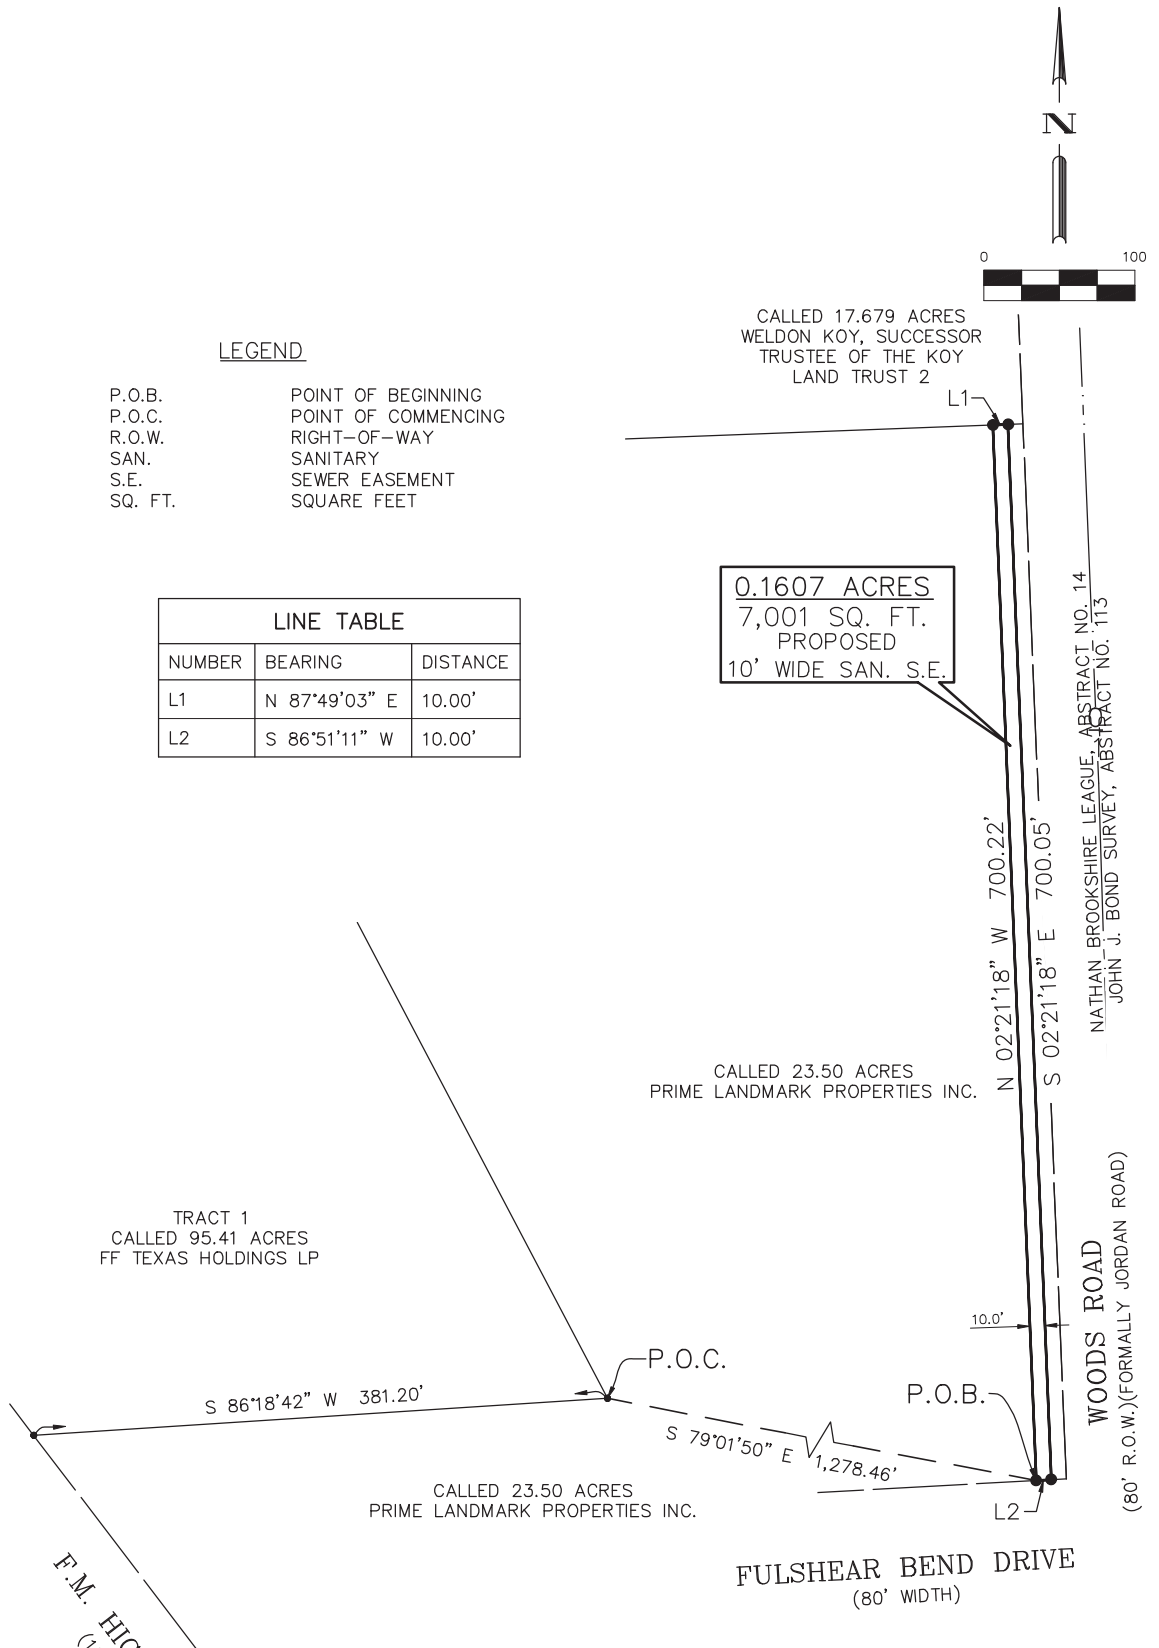 N
0 100
CALLED 17.679 ACRES
WELDON KOY, SUCCESSOR
TRUSTEE OF THE KOY
LAND TRUST 2
L1
LEGEND
P.O.B. POINT OF BEGINNING
P.O.C. POINT OF COMMENCING
R.O.W. RIGHT-OF-WAY
SAN. SANITARY
S.E. SEWER EASEMENT
SQ. FT. SQUARE FEET
LINE TABLE
NUMBER BEARING DISTANCE
L1 N 87°49'03" E 10.00'
L2 S 86°51'11" W 10.00'
0.1607 ACRES
7,001 SQ. FT.
PROPOSED
10' WIDE SAN. S.E.
N 02°21'18" W 700.22'
S 02°21'18" E 700.05'
NATHAN BROOKSHIRE LEAGUE, ABSTRACT NO. 14
JOHN J. BOND SURVEY, ABSTRACT NO. 113
CALLED 23.50 ACRES
PRIME LANDMARK PROPERTIES INC.
TRACT 1
CALLED 95.41 ACRES
FF TEXAS HOLDINGS LP
WOODS ROAD
(80' R.O.W.)(FORMALLY JORDAN ROAD)
10.0'
P.O.C.
P.O.B.
S 86°18'42" W 381.20'
S 79°01'50" E 1,278.46'
CALLED 23.50 ACRES
PRIME LANDMARK PROPERTIES INC.
L2
FULSHEAR BEND DRIVE
(80' WIDTH)
F.M.